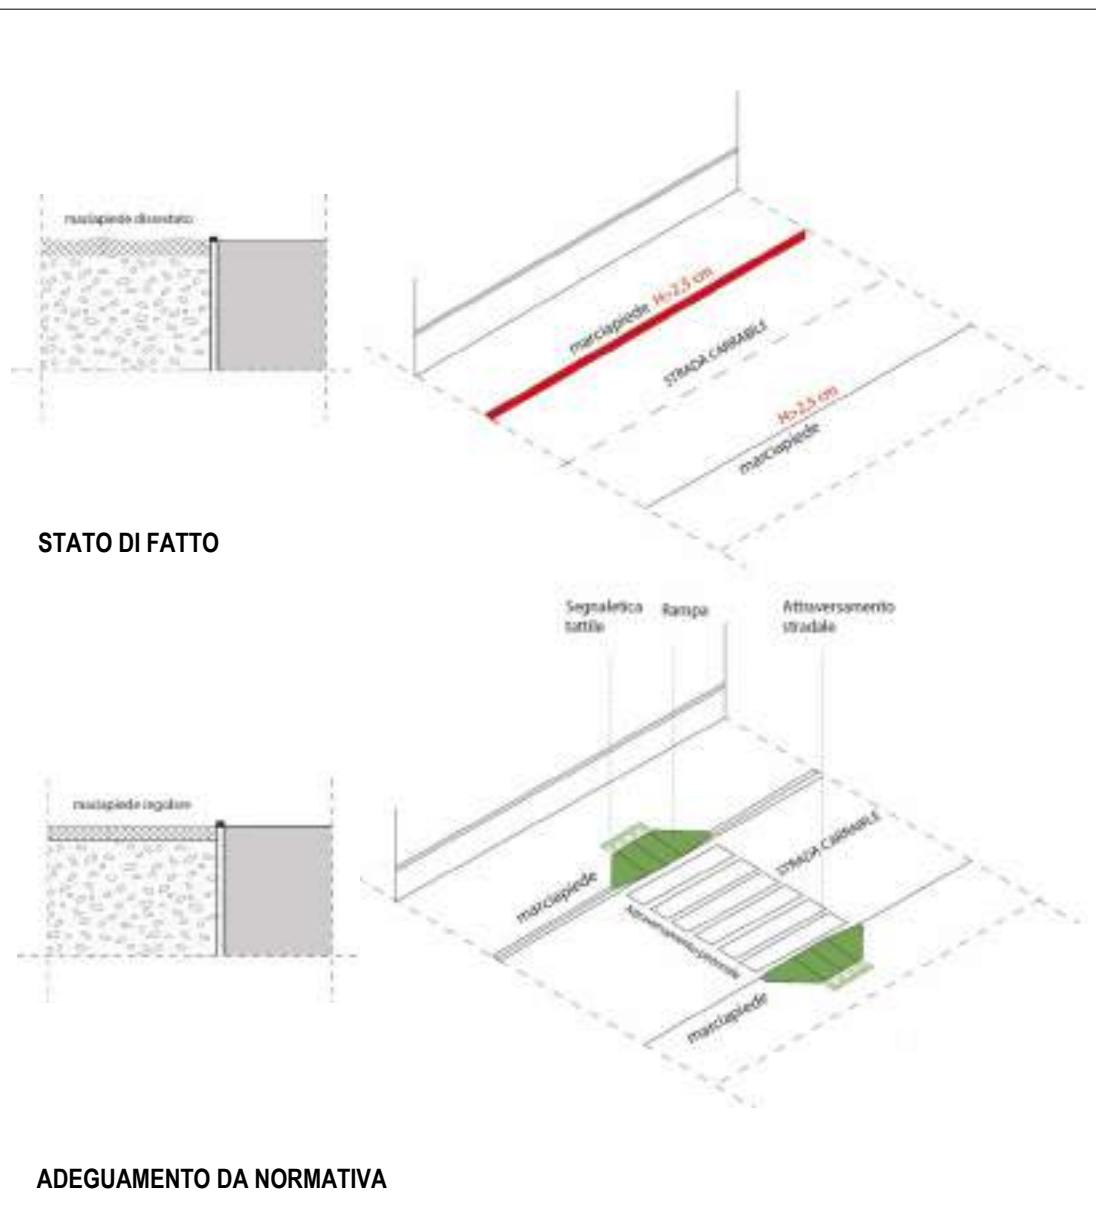 marciapiede dissestato
marciapiede H>2,5 cm
STRADA CARRABILE
H>2,5 cm
marciapiede
STATO DI FATTO
Segnaletica
tattile
Rampa
Attraversamento
stradale
marciapiede regolare
marciapiede
STRADA CARRABILE
Attraversamento pedonale
marciapiede
ADEGUAMENTO DA NORMATIVA